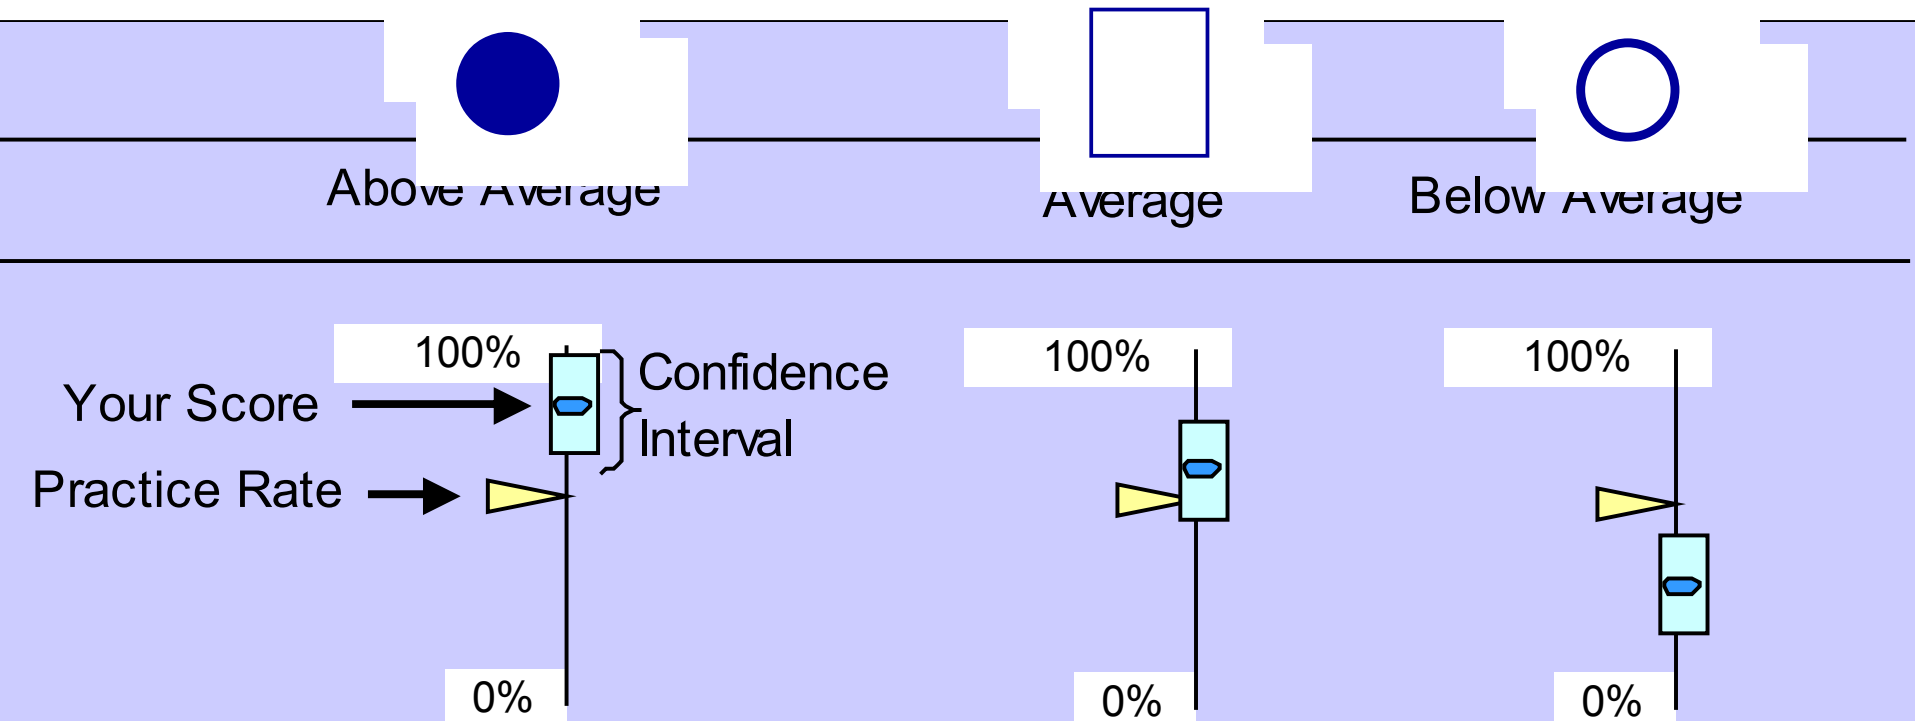 Above Average
Average
Below Average
100%
Confidence
Interval
Your Score
Practice Rate
0%
100%
0%
100%
0%